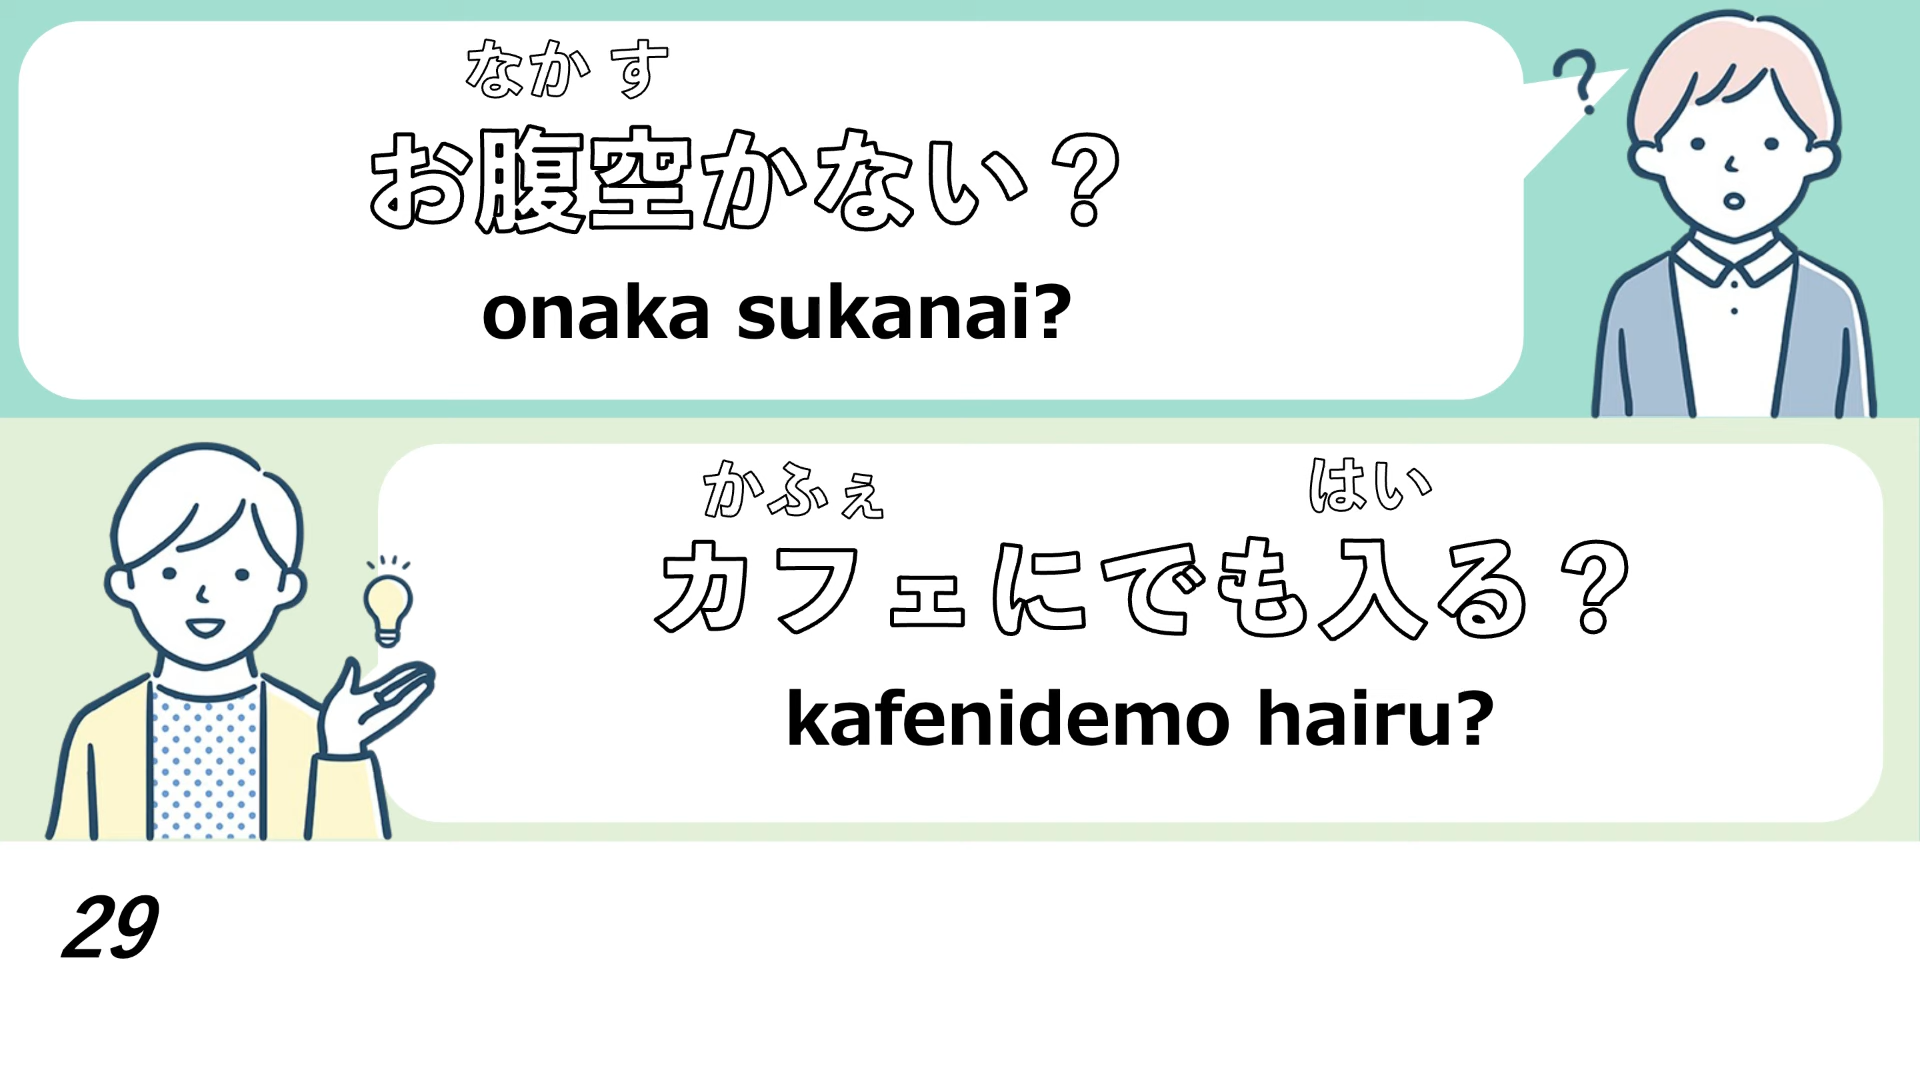 なか す
お腹空かない？
onaka sukanai?
かふぇ はい
カフェにでも入る？
kafenidemo hairu?
29